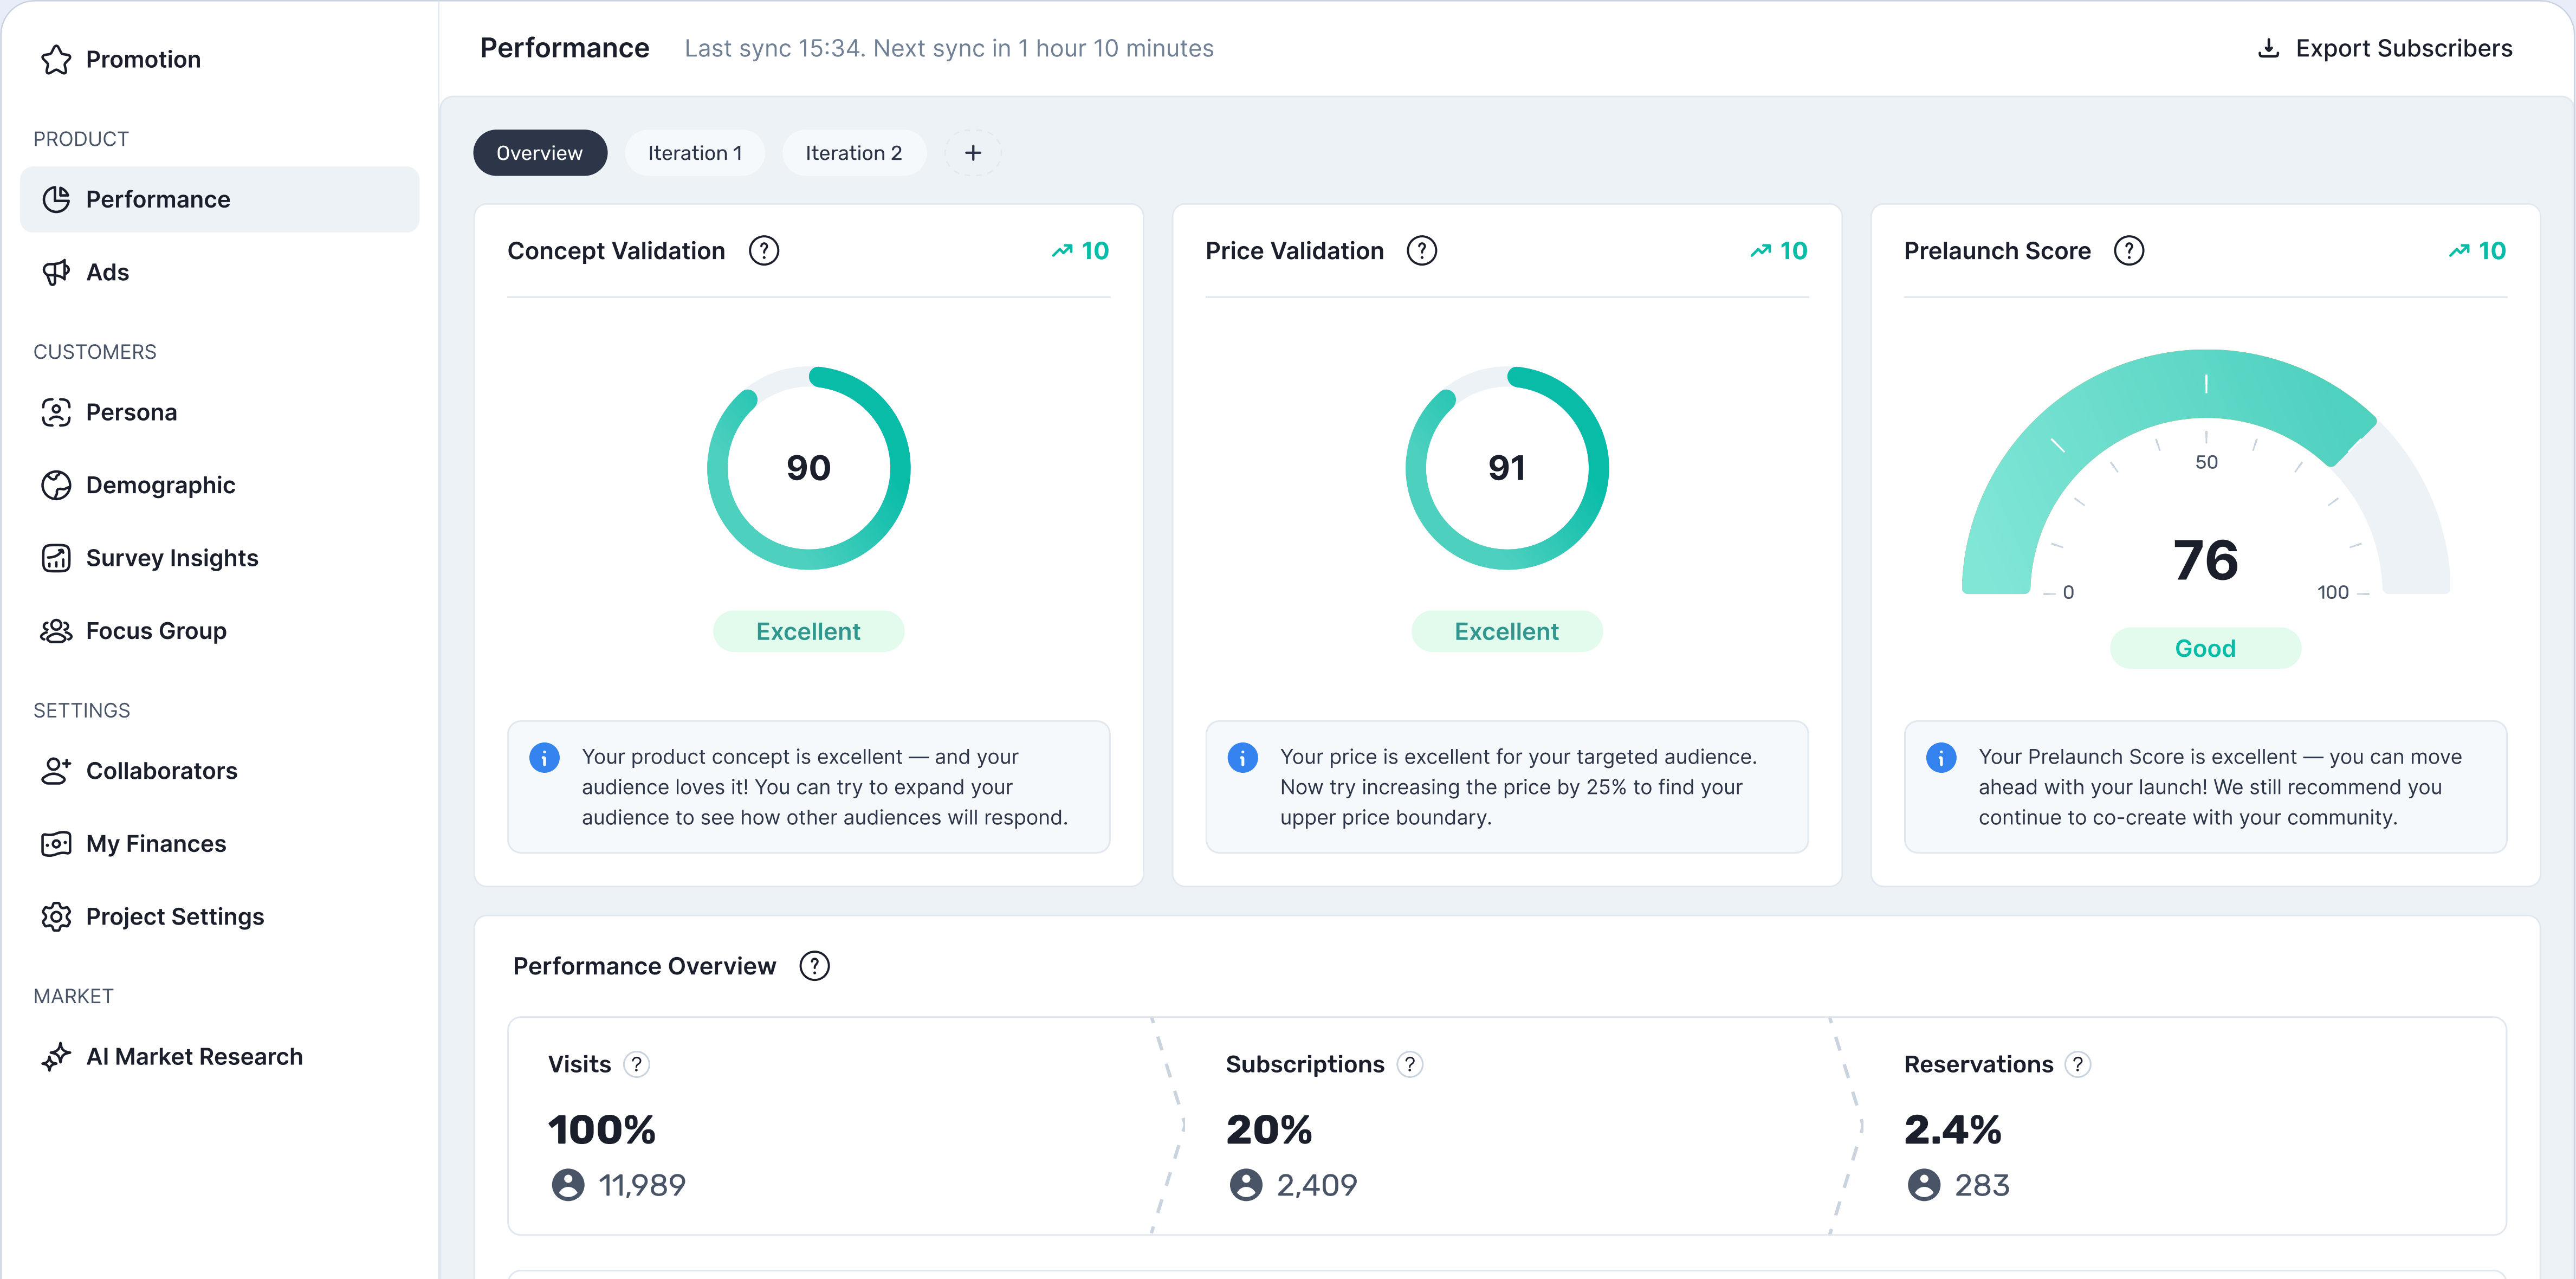 Promotion
PRODUCT
Performance
Ads
CUSTOMERS
Persona
Demographic
Survey Insights
Focus Group
SETTINGS
Collaborators
My Finances
Project Settings
MARKET
AI Market Research
Performance Last sync 15:34. Next sync in 1 hour 10 minutes
Export Subscribers
Overview Iteration 1 Iteration 2 +
Concept Validation ? 10
90
Excellent
Your product concept is excellent — and your
audience loves it! You can try to expand your
audience to see how other audiences will respond.
Price Validation ? 10
91
Excellent
Your price is excellent for your targeted audience.
Now try increasing the price by 25% to find your
upper price boundary.
Prelaunch Score ? 10
50
76
0 100
Good
Your Prelaunch Score is excellent — you can move
ahead with your launch! We still recommend you
continue to co-create with your community.
Performance Overview ?
Visits ?
100%
11,989
Subscriptions ?
20%
2,409
Reservations ?
2.4%
283